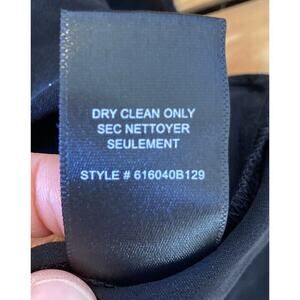 DRY CLEAN ONLY
SEC NETTOYER
SEULEMENT
STYLE # 616040B129